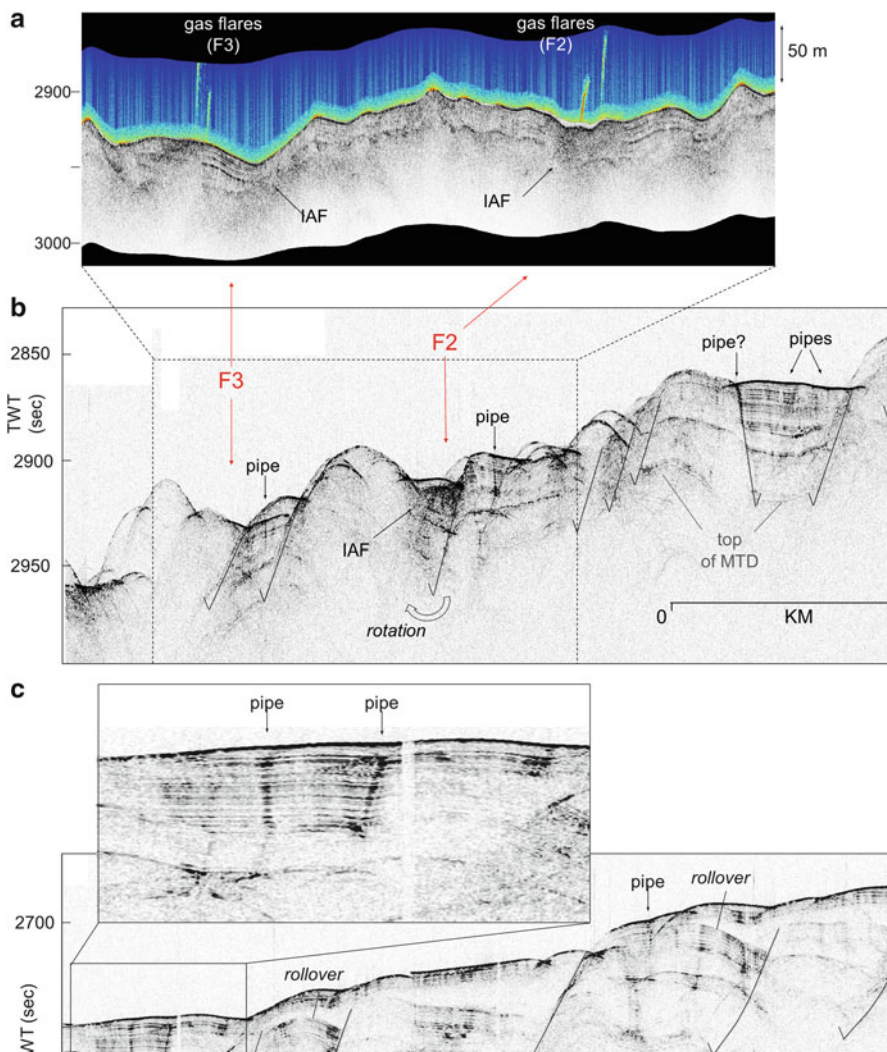 a
gas flares
(F3)
gas flares
(F2)
50 m
2900
IAF
IAF
3000
b
2850
F3
F2
pipe?
pipes
TWT
(sec)
pipe
pipe
2900
IAF
top
of MTD
2950
rotation
0
KM
c
pipe
pipe
pipe
rollover
2700
rollover
WT (sec)